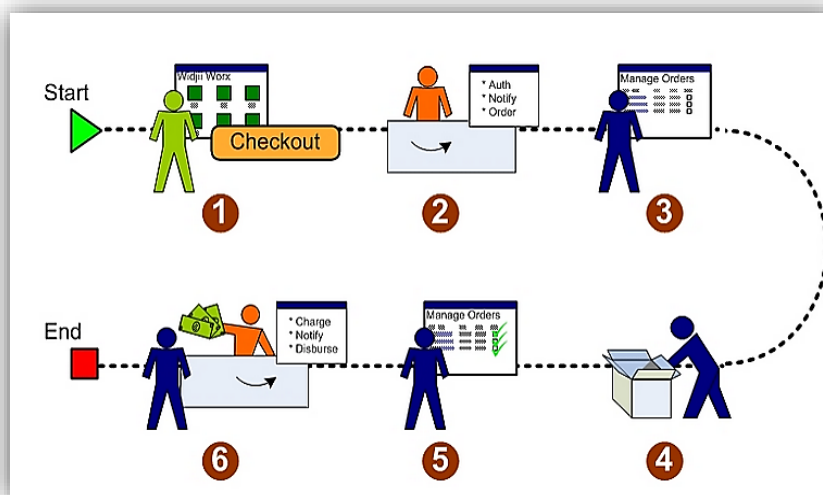 Start
Widjii Worx
Checkout
1
* Auth
* Notify
* Order
2
Manage Orders
3
End
* Charge
* Notify
* Disburse
6
Manage Orders
5
4